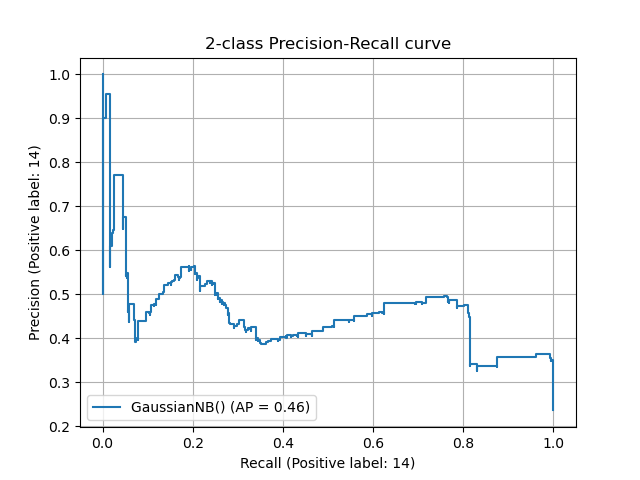 2-class Precision-Recall curve
Precision (Positive label: 14)
1.0
0.9
0.8
0.7
0.6
0.5
0.4
0.3
0.2
GaussianNB() (AP = 0.46)
0.0 0.2 0.4 0.6 0.8 1.0
Recall (Positive label: 14)